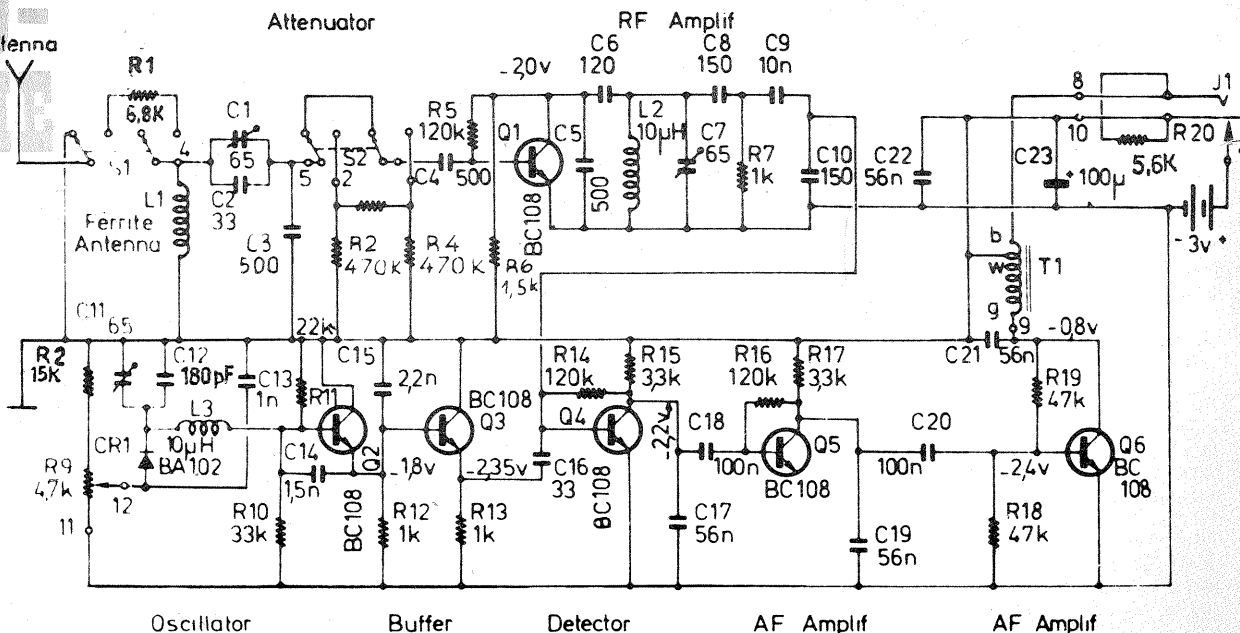 Attenuator
RF Amplif
tenna
R1
6,8K
S1
4
C1
65
C2
33
L1
Ferrite
Antenna
5
C3
500
S2
2
R2
470k
R4
470k
C4
500
R5
120k
-2,0v
Q1
BC108
R6
1,5k
C5
500
C6
120
L2
10µH
C7
65
C8
150
R7
1k
C9
10n
C10
150
C22
56n
C23
100µ
+
8
10
J1
R20
5,6K
-3v+
b
w
g
9
T1
-0,8v
C21
56n
C11
65
R2
15K
C12
180pF
C13
1n
L3
10µH
CR1
BA102
R9
4,7k
12
11
22k
R11
C14
1,5n
Q2
BC108
R10
33k
C15
2,2n
-1,8v
R12
1k
BC108
Q3
-2,35v
R13
1k
R14
120k
R15
3,3k
Q4
C16
33
BC108
-2,2v
C17
56n
C18
100n
R16
120k
R17
3,3k
Q5
BC108
C19
56n
C20
100n
R19
47k
-2,4v
R18
47k
Q6
BC
108
Oscillator
Buffer
Detector
AF Amplif
AF Amplif